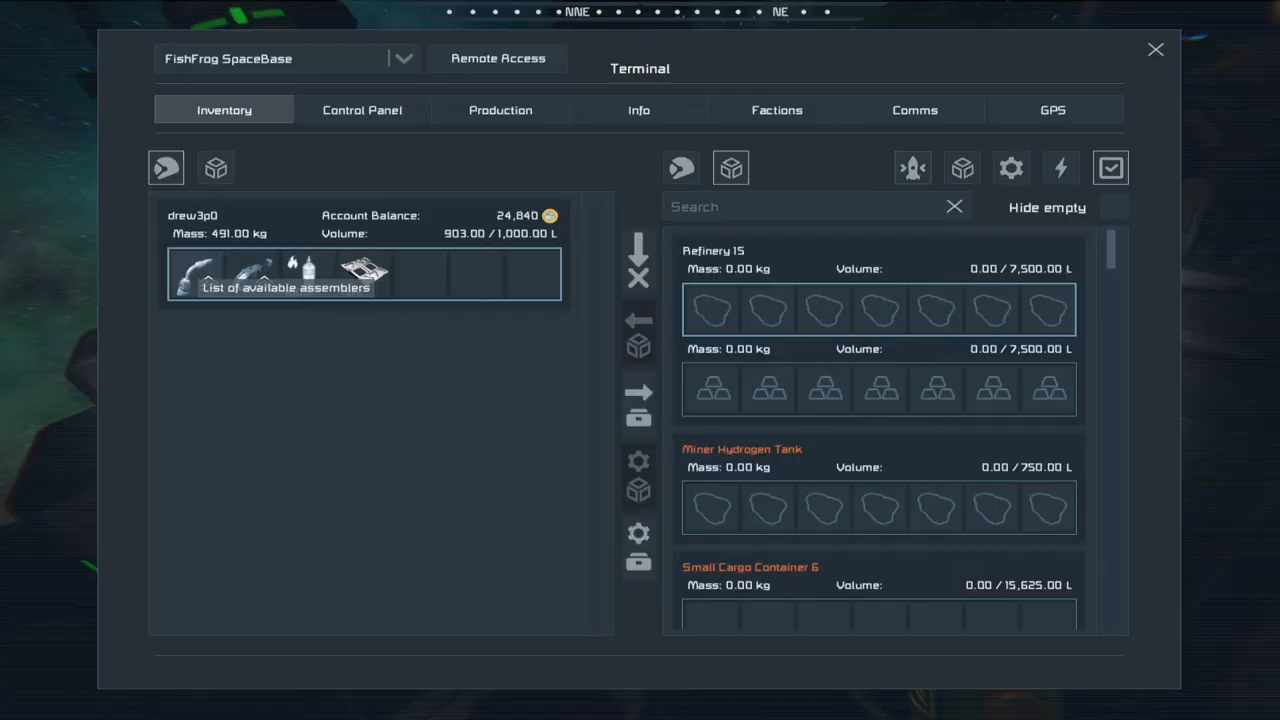 NNE NE
FishFrog SpaceBase
Remote Access
Terminal
Inventory
Control Panel
Production
Info
Factions
Comms
GPS
Search
Hide empty
drew3p0
Account Balance: 24,840
Mass: 491.00 kg Volume: 903.00 / 1,000.00 L
List of available assemblers
Refinery 15
Mass: 0.00 kg Volume: 0.00 / 7,500.00 L
Mass: 0.00 kg Volume: 0.00 / 7,500.00 L
Miner Hydrogen Tank
Mass: 0.00 kg Volume: 0.00 / 750.00 L
Small Cargo Container 6
Mass: 0.00 kg Volume: 0.00 / 15,625.00 L